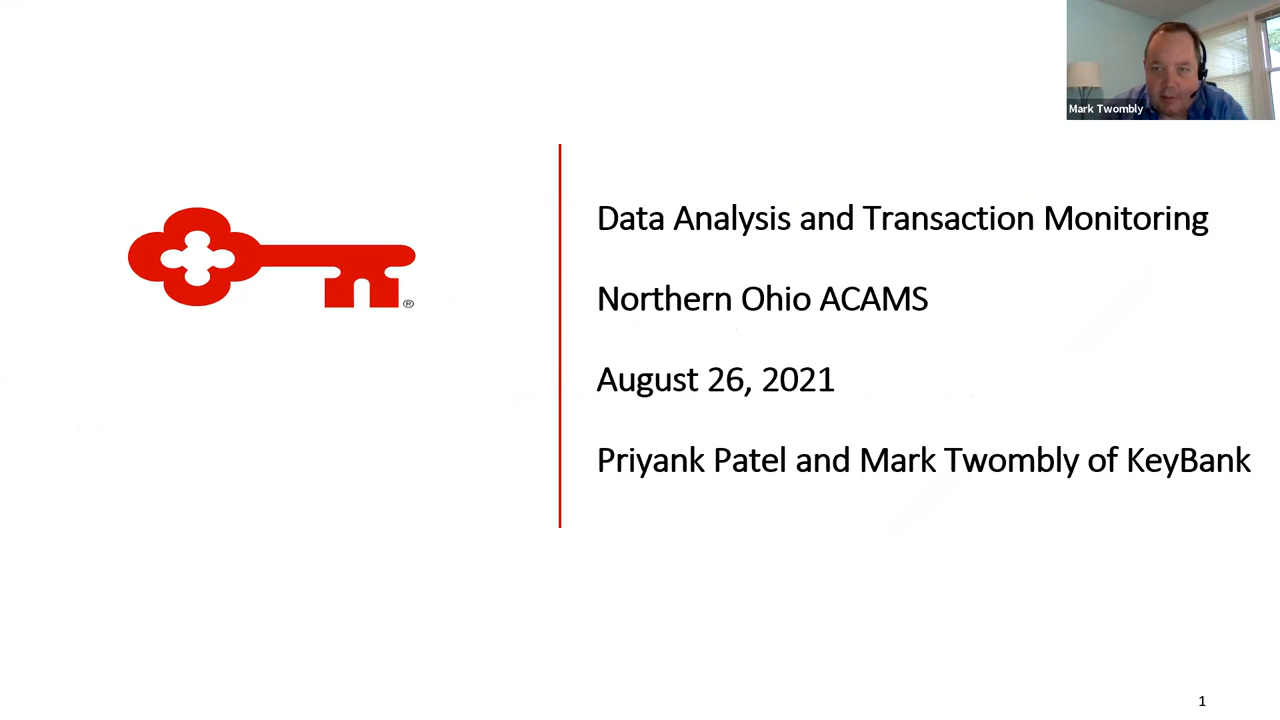 Mark Twombly
Data Analysis and Transaction Monitoring
Northern Ohio ACAMS
August 26, 2021
Priyank Patel and Mark Twombly of KeyBank
®
1